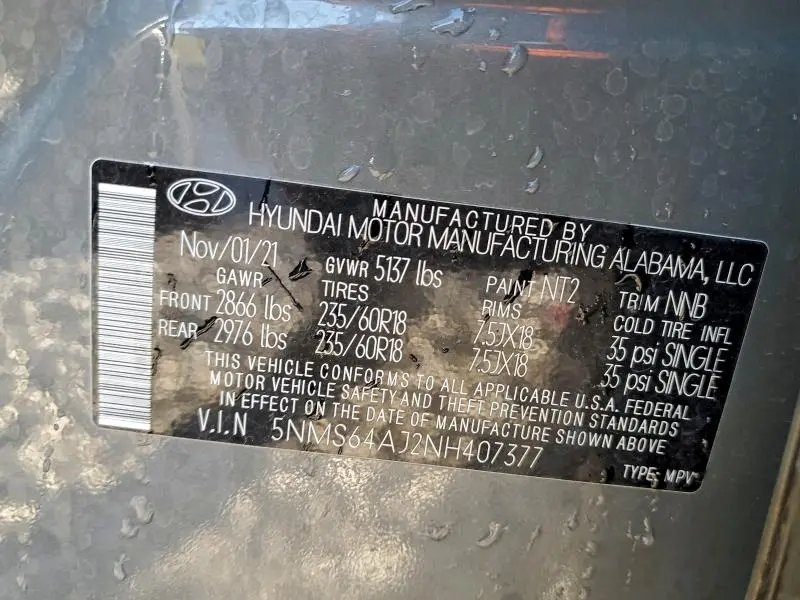 MANUFACTURED BY
HYUNDAI MOTOR MANUFACTURING ALABAMA, LLC
Nov/01/21 GVWR 5137 lbs PAINT NT2 TRIM NNB
GAWR TIRES RIMS COLD TIRE INFL
FRONT 2866 lbs 235/60R18 7.5JX18 35 psi SINGLE
REAR 2976 lbs 235/60R18 7.5JX18 35 psi SINGLE
THIS VEHICLE CONFORMS TO ALL APPLICABLE U.S.A. FEDERAL
MOTOR VEHICLE SAFETY AND THEFT PREVENTION STANDARDS
IN EFFECT ON THE DATE OF MANUFACTURE SHOWN ABOVE
V.I.N 5NMS64AJ2NH407377
TYPE: MPV